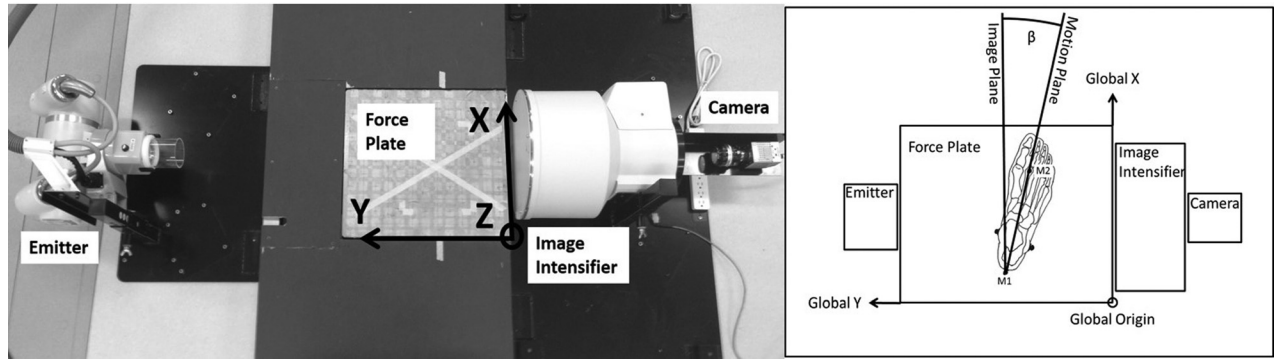 Force
Plate
X
Camera
Y
Z
Emitter
Image
Intensifier
β
Image Plane
Motion Plane
Global X
Force Plate
Image
Intensifier
M2
Emitter
Camera
M1
Global Y
Global Origin